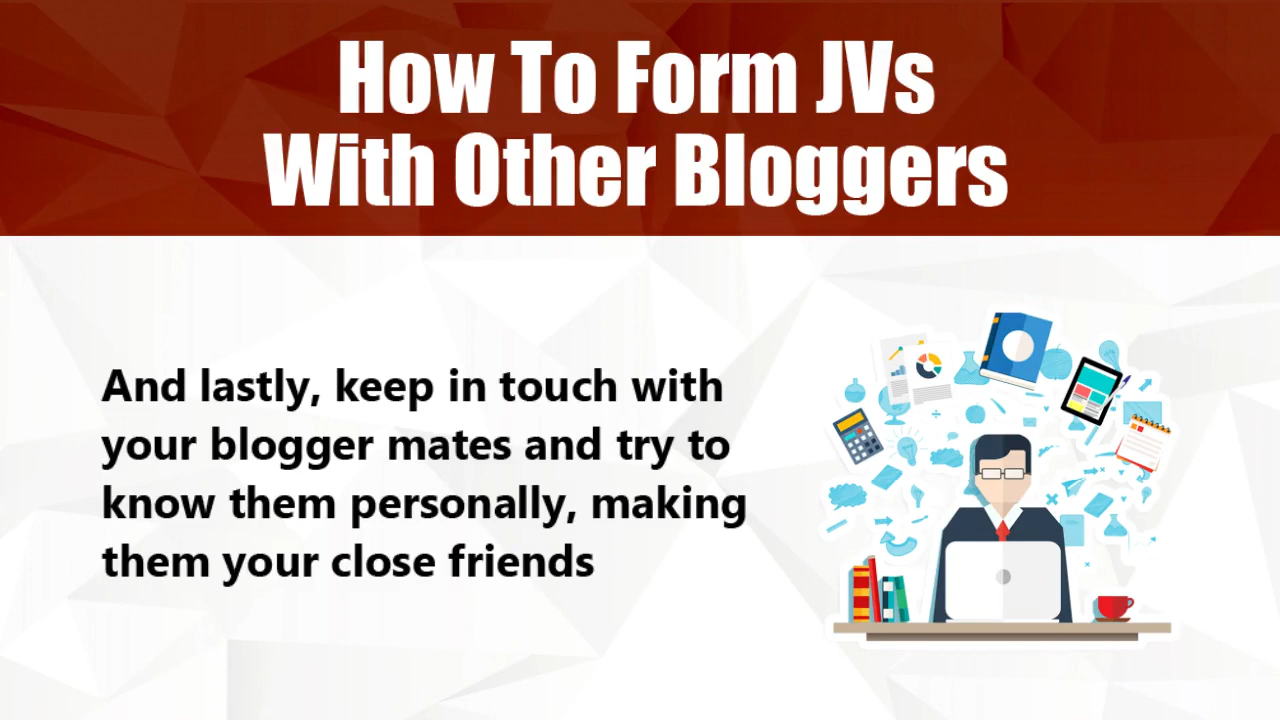 How To Form JVs
With Other Bloggers
And lastly, keep in touch with
your blogger mates and try to
know them personally, making
them your close friends